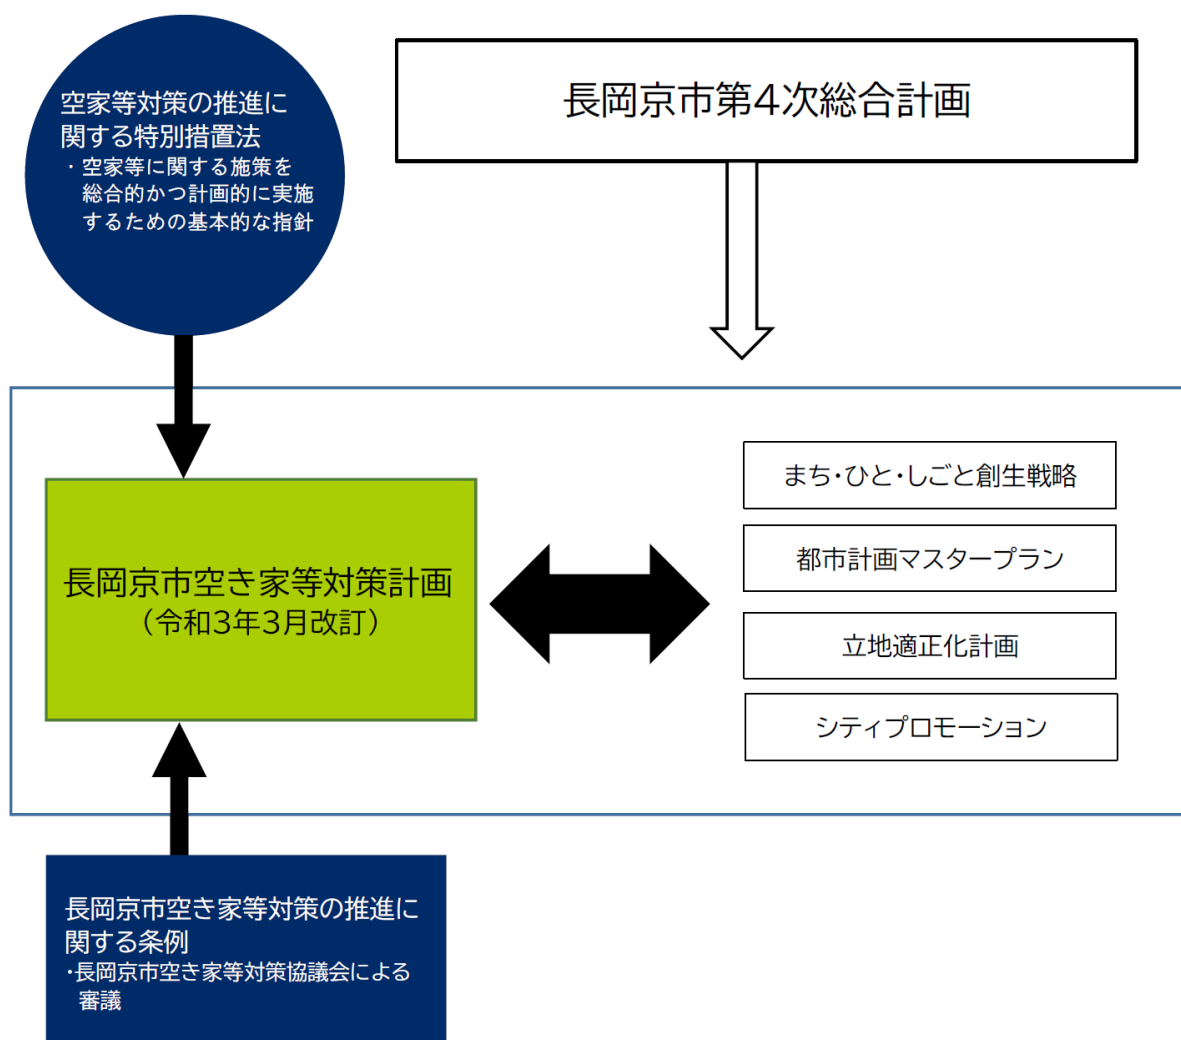 空家等対策の推進に
関する特別措置法
・空家等に関する施策を
総合的かつ計画的に実施
するための基本的な指針
長岡京市第4次総合計画
長岡京市空き家等対策計画
（令和3年3月改訂）
まち・ひと・しごと創生戦略
都市計画マスタープラン
立地適正化計画
シティプロモーション
長岡京市空き家等対策の推進に
関する条例
・長岡京市空き家等対策協議会による
審議